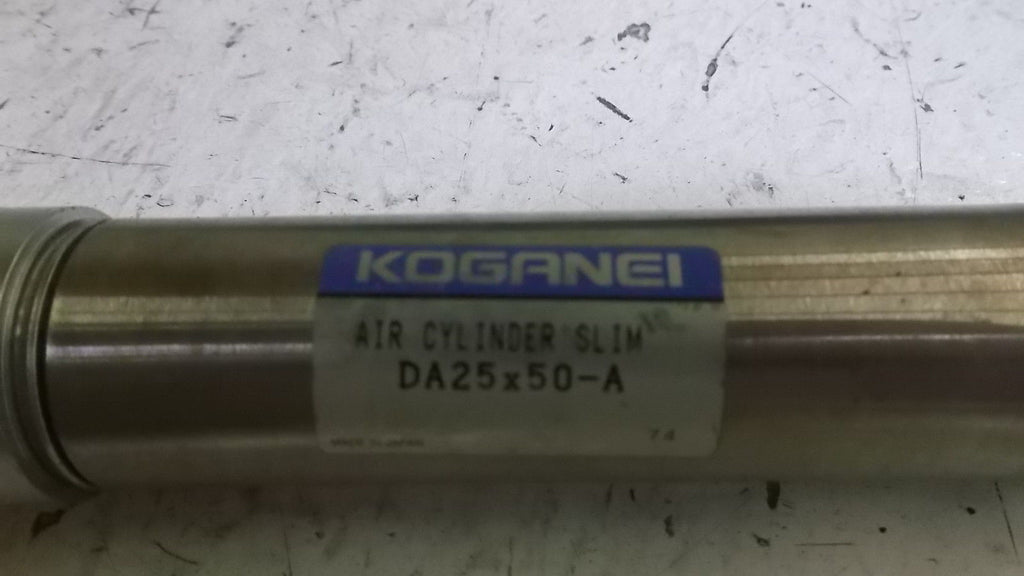 KOGANEI
AIR CYLINDER SLIM
DA25x50-A
MADE IN JAPAN 74